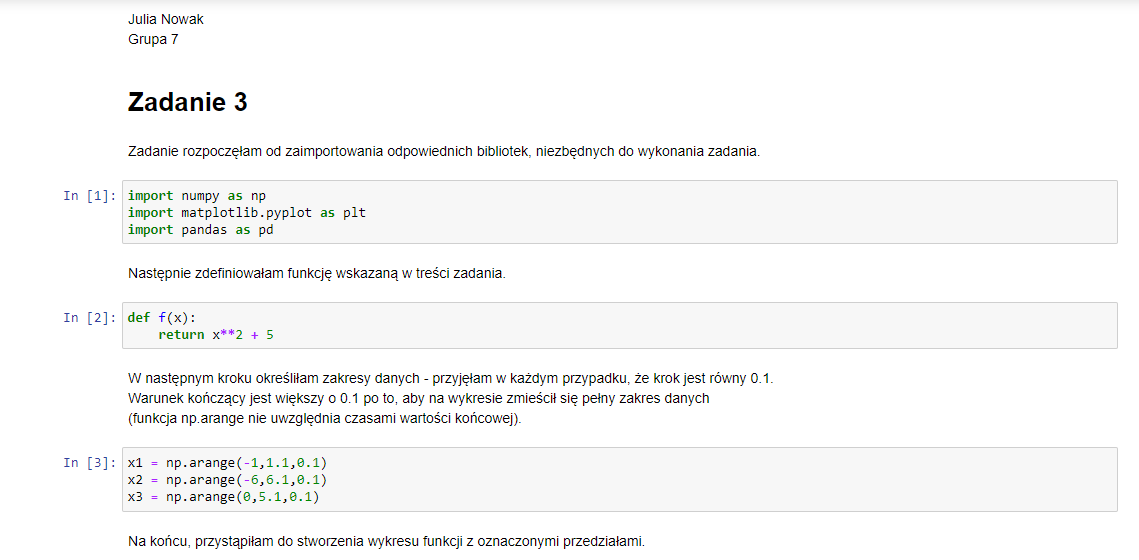 Julia Nowak
Grupa 7
Zadanie 3
Zadanie rozpoczęłam od zaimportowania odpowiednich bibliotek, niezbędnych do wykonania zadania.
In [1]: import numpy as np
import matplotlib.pyplot as plt
import pandas as pd
Następnie zdefiniowałam funkcję wskazaną w treści zadania.
In [2]: def f(x):
    return x**2 + 5
W następnym kroku określiłam zakresy danych - przyjęłam w każdym przypadku, że krok jest równy 0.1.
Warunek kończący jest większy o 0.1 po to, aby na wykresie zmieścił się pełny zakres danych
(funkcja np.arange nie uwzględnia czasami wartości końcowej).
In [3]: x1 = np.arange(-1,1.1,0.1)
x2 = np.arange(-6,6.1,0.1)
x3 = np.arange(0,5.1,0.1)
Na końcu, przystąpiłam do stworzenia wykresu funkcji z oznaczonymi przedziałami.